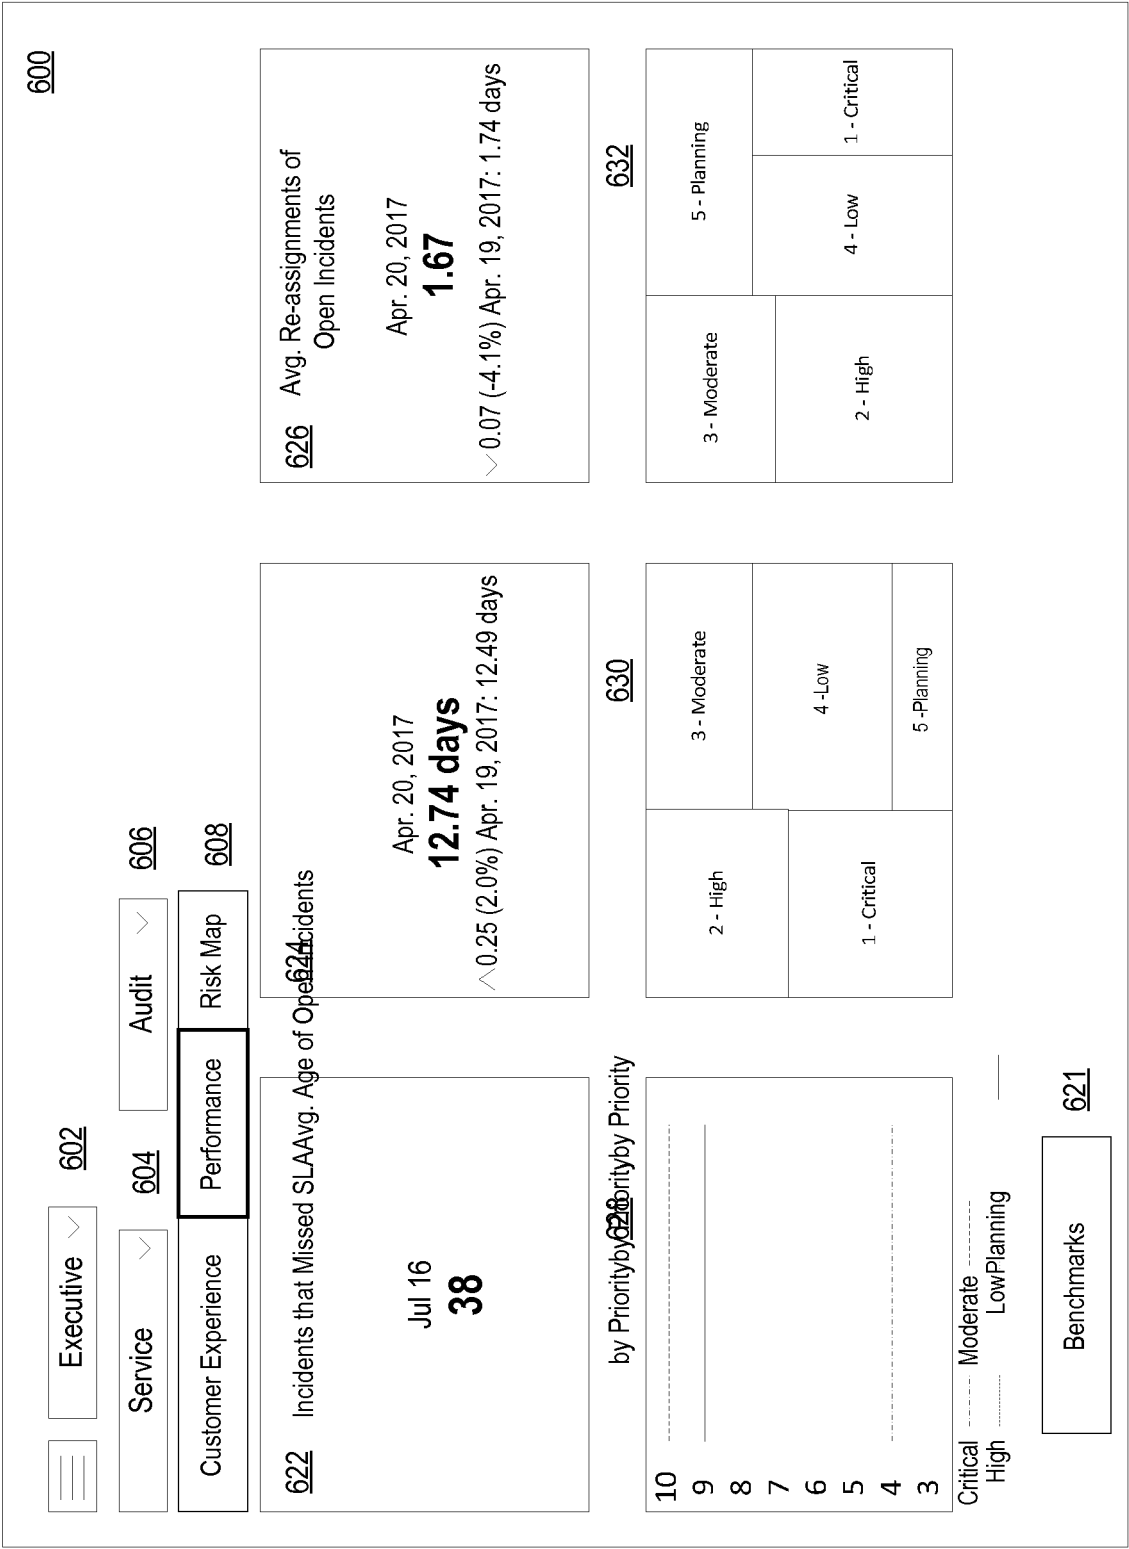 600
Executive
602
Service
604
Audit
606
Customer Experience
Performance
Risk Map
608
622
Incidents that Missed SLA
Jul 16
38
624
Avg. Age of Open Incidents
Apr. 20, 2017
12.74 days
0.25 (2.0%) Apr. 19, 2017: 12.49 days
626
Avg. Re-assignments of
Open Incidents
Apr. 20, 2017
1.67
0.07 (-4.1%) Apr. 19, 2017: 1.74 days
by Priority
628
by Priority
630
by Priority
632
10
9
8
7
6
5
4
3
Critical
Moderate
High
Low
Planning
2 - High
3 - Moderate
1 - Critical
4 -Low
5 -Planning
3 - Moderate
5 - Planning
2 - High
4 - Low
1 - Critical
Benchmarks
621